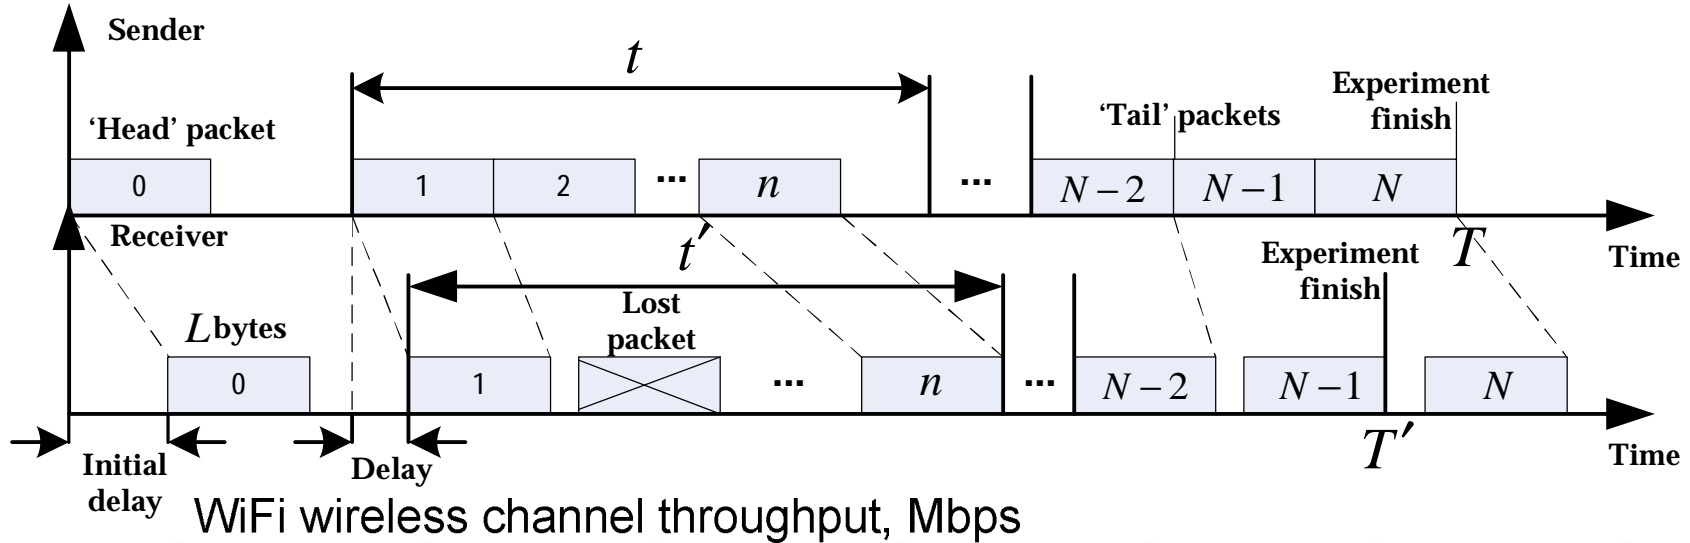 Sender
t
Experiment
finish
'Head' packet
'Tail' packets
0
1
2
...
n
...
N−2
N−1
N
Receiver
t′
T
Time
Experiment
finish
Lost
packet
L bytes
0
1
...
n
...
N−2
N−1
N
T′
Time
Initial
delay
Delay
WiFi wireless channel throughput, Mbps